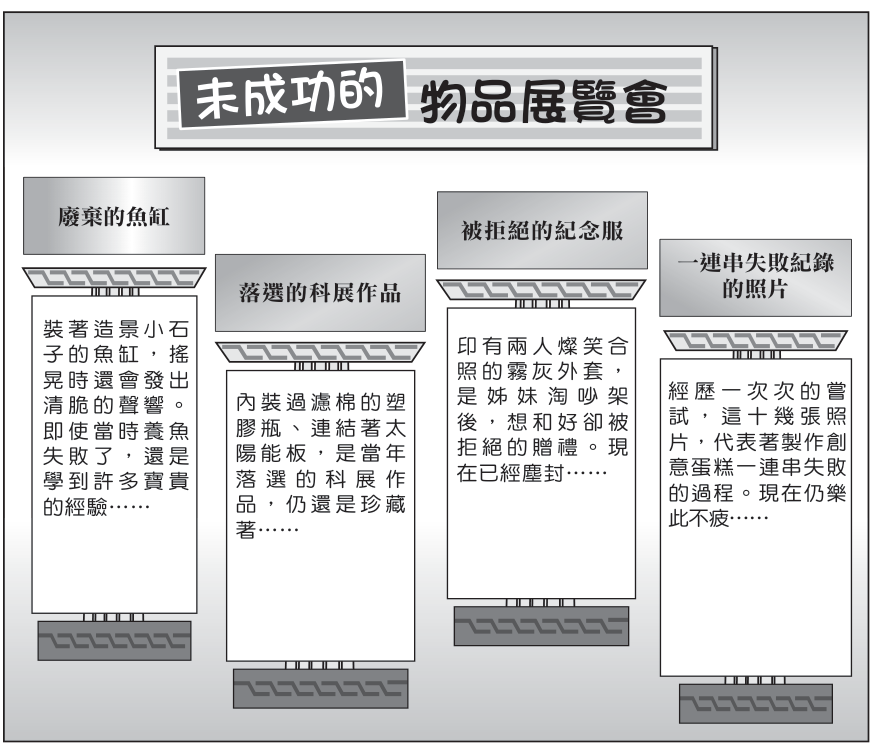 未成功的 物品展覽會
廢棄的魚缸
裝著造景小石
子的魚缸，搖
晃時還會發出
清脆的聲響。
即使當時養魚
失敗了，還是
學到許多寶貴
的經驗……
落選的科展作品
內裝過濾棉的塑
膠瓶、連結著太
陽能板，是當年
落選的科展作
品，仍還是珍藏
著……
被拒絕的紀念服
印有兩人燦笑合
照的霧灰外套，
是姊妹淘吵架
後，想和好卻被
拒絕的贈禮。現
在已經塵封……
一連串失敗紀錄
的照片
經歷一次次的嘗
試，這十幾張照
片，代表著製作創
意蛋糕一連串失敗
的過程。現在仍樂
此不疲……